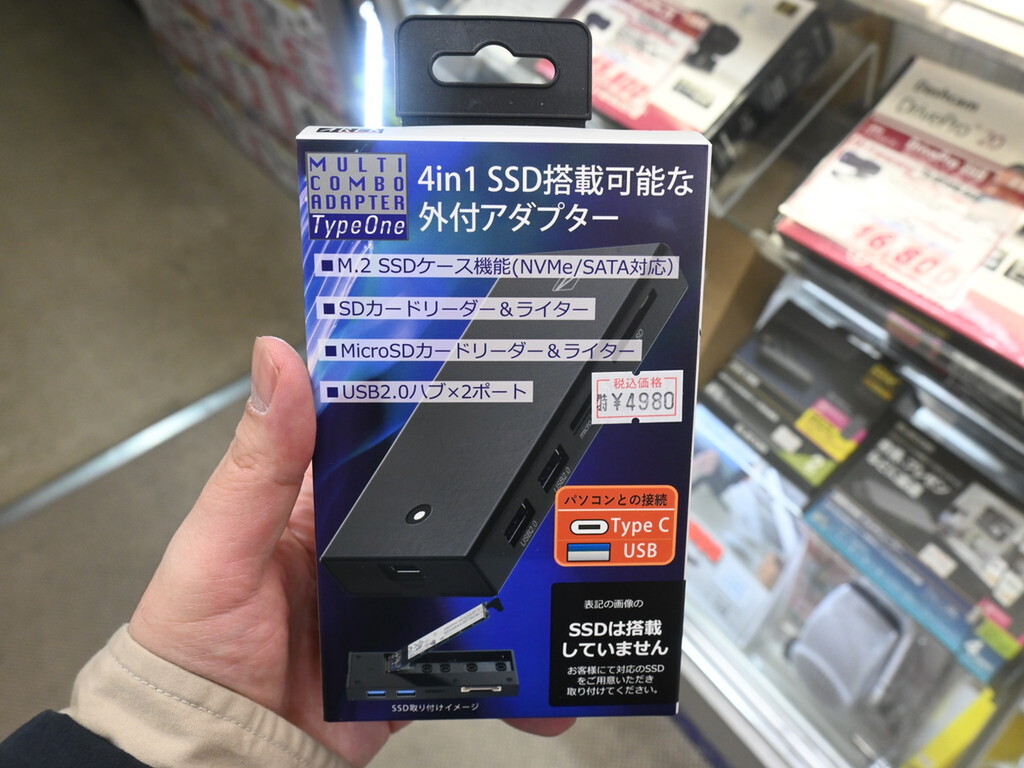 MULTI
COMBO
ADAPTER
TypeOne
4in1 SSD搭載可能な
外付アダプター
■M.2 SSDケース機能(NVMe/SATA対応)
■SDカードリーダー＆ライター
■MicroSDカードリーダー＆ライター
■USB2.0ハブ×2ポート
税込価格
特 ¥4980
USB2.0
USB2.0
パソコンとの接続
Type C
USB
表記の画像の
SSDは搭載
していません
お客様にて対応のSSD
をご用意いただき
取り付けてください。
SSD取り付けイメージ
DrivePro 20
16,800